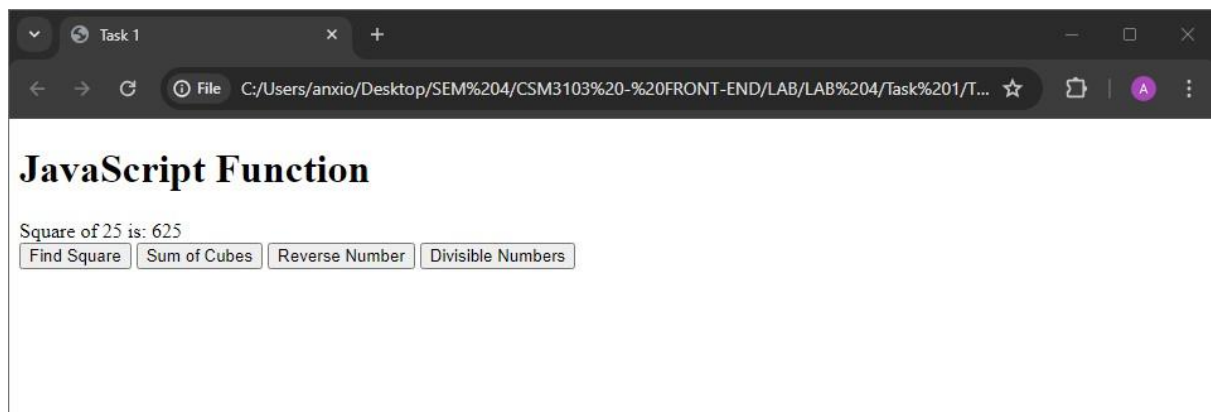 Task 1
File C:/Users/anxio/Desktop/SEM%204/CSM3103%20-%20FRONT-END/LAB/LAB%204/Task%201/T...
A
JavaScript Function
Square of 25 is: 625
Find Square Sum of Cubes Reverse Number Divisible Numbers